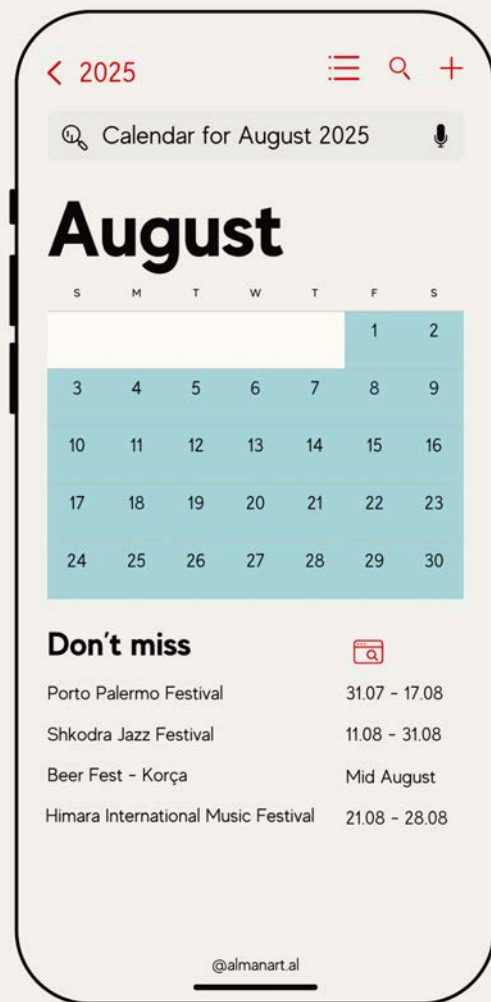 2025
Calendar for August 2025
August
S M T W T F S
1 2
3 4 5 6 7 8 9
10 11 12 13 14 15 16
17 18 19 20 21 22 23
24 25 26 27 28 29 30
Don't miss
Porto Palermo Festival 31.07 - 17.08
Shkodra Jazz Festival 11.08 - 31.08
Beer Fest - Korça Mid August
Himara International Music Festival 21.08 - 28.08
@almanart.al